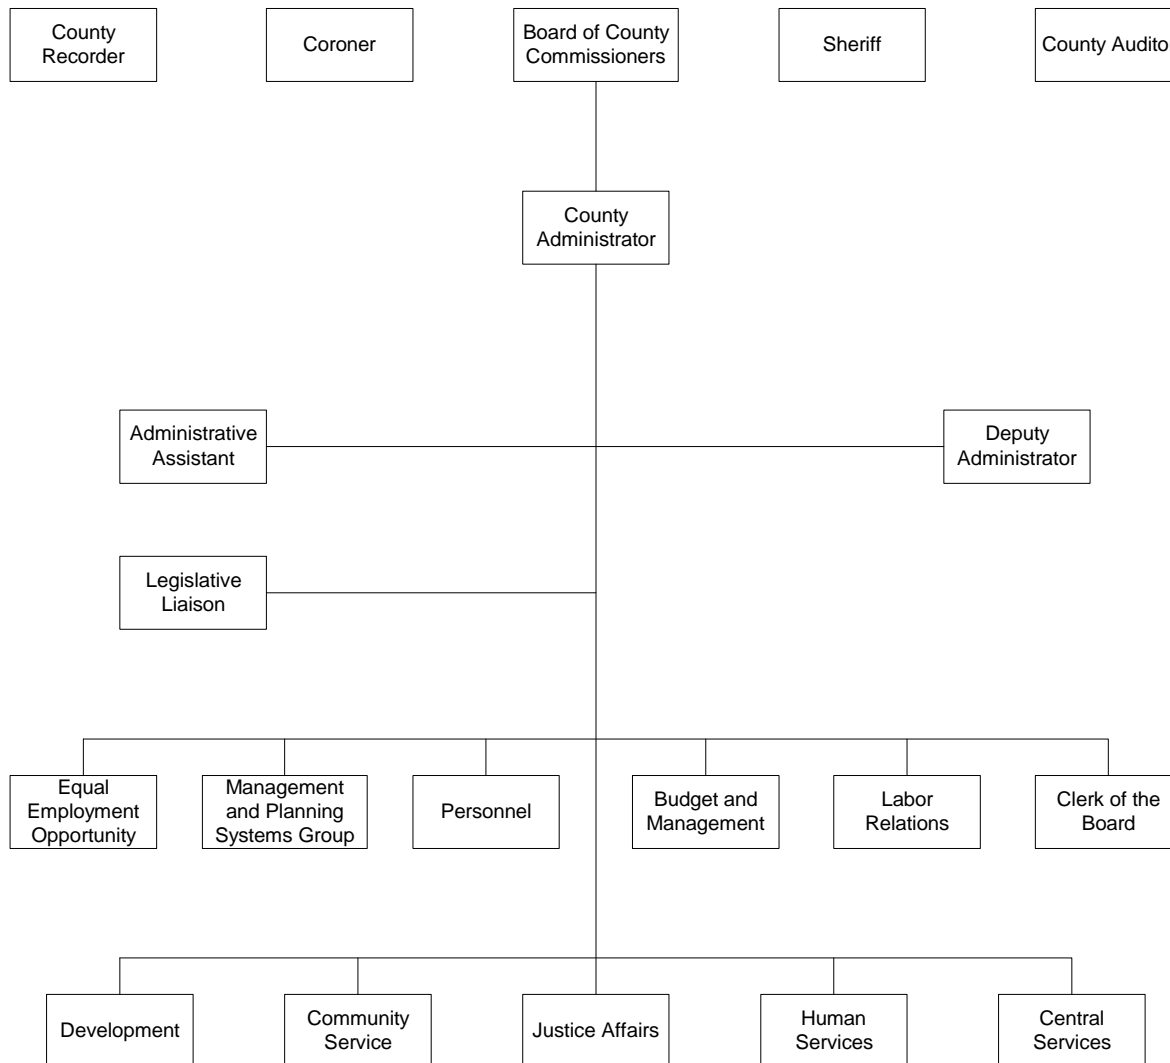 County
Recorder
Coroner
Board of County
Commissioners
Sheriff
County Audito
County
Administrator
Administrative
Assistant
Deputy
Administrator
Legislative
Liaison
Equal
Employment
Opportunity
Management
and Planning
Systems Group
Personnel
Budget and
Management
Labor
Relations
Clerk of the
Board
Development
Community
Service
Justice Affairs
Human
Services
Central
Services